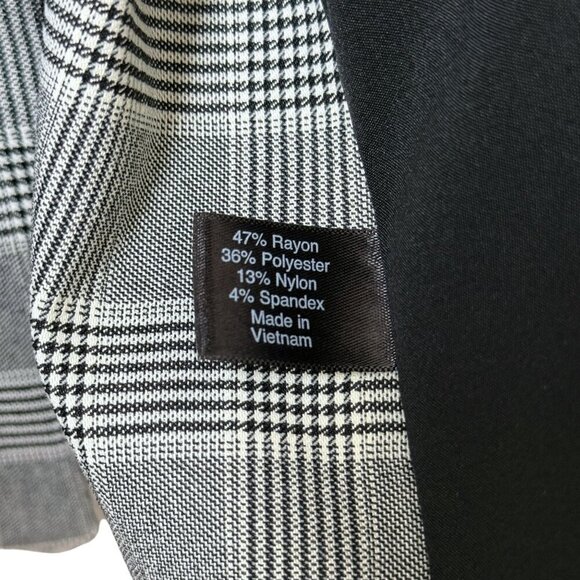 47% Rayon
36% Polyester
13% Nylon
4% Spandex
Made in
Vietnam